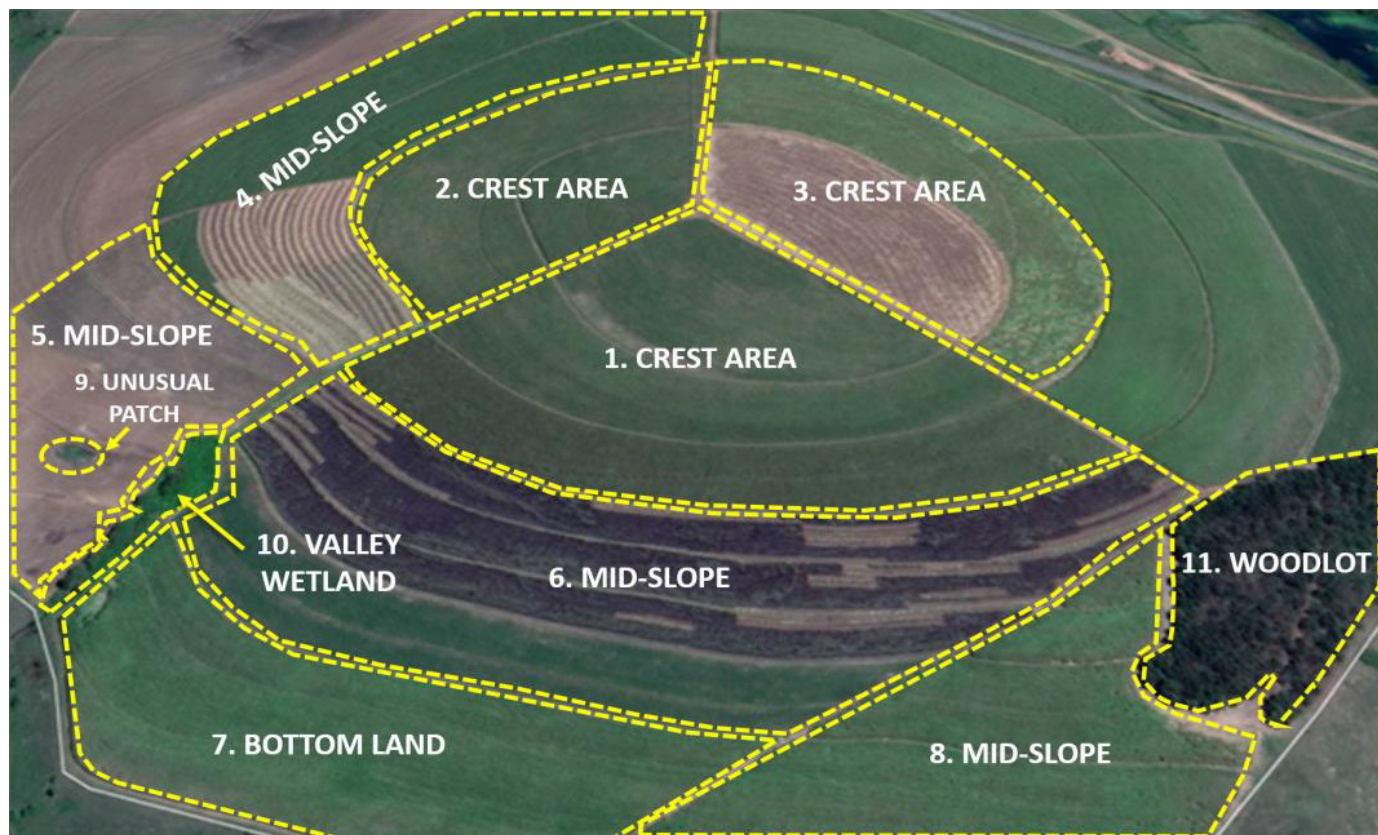 4. MID-SLOPE
2. CREST AREA
3. CREST AREA
5. MID-SLOPE
1. CREST AREA
9. UNUSUAL
PATCH
10. VALLEY
WETLAND
6. MID-SLOPE
11. WOODLOT
7. BOTTOM LAND
8. MID-SLOPE